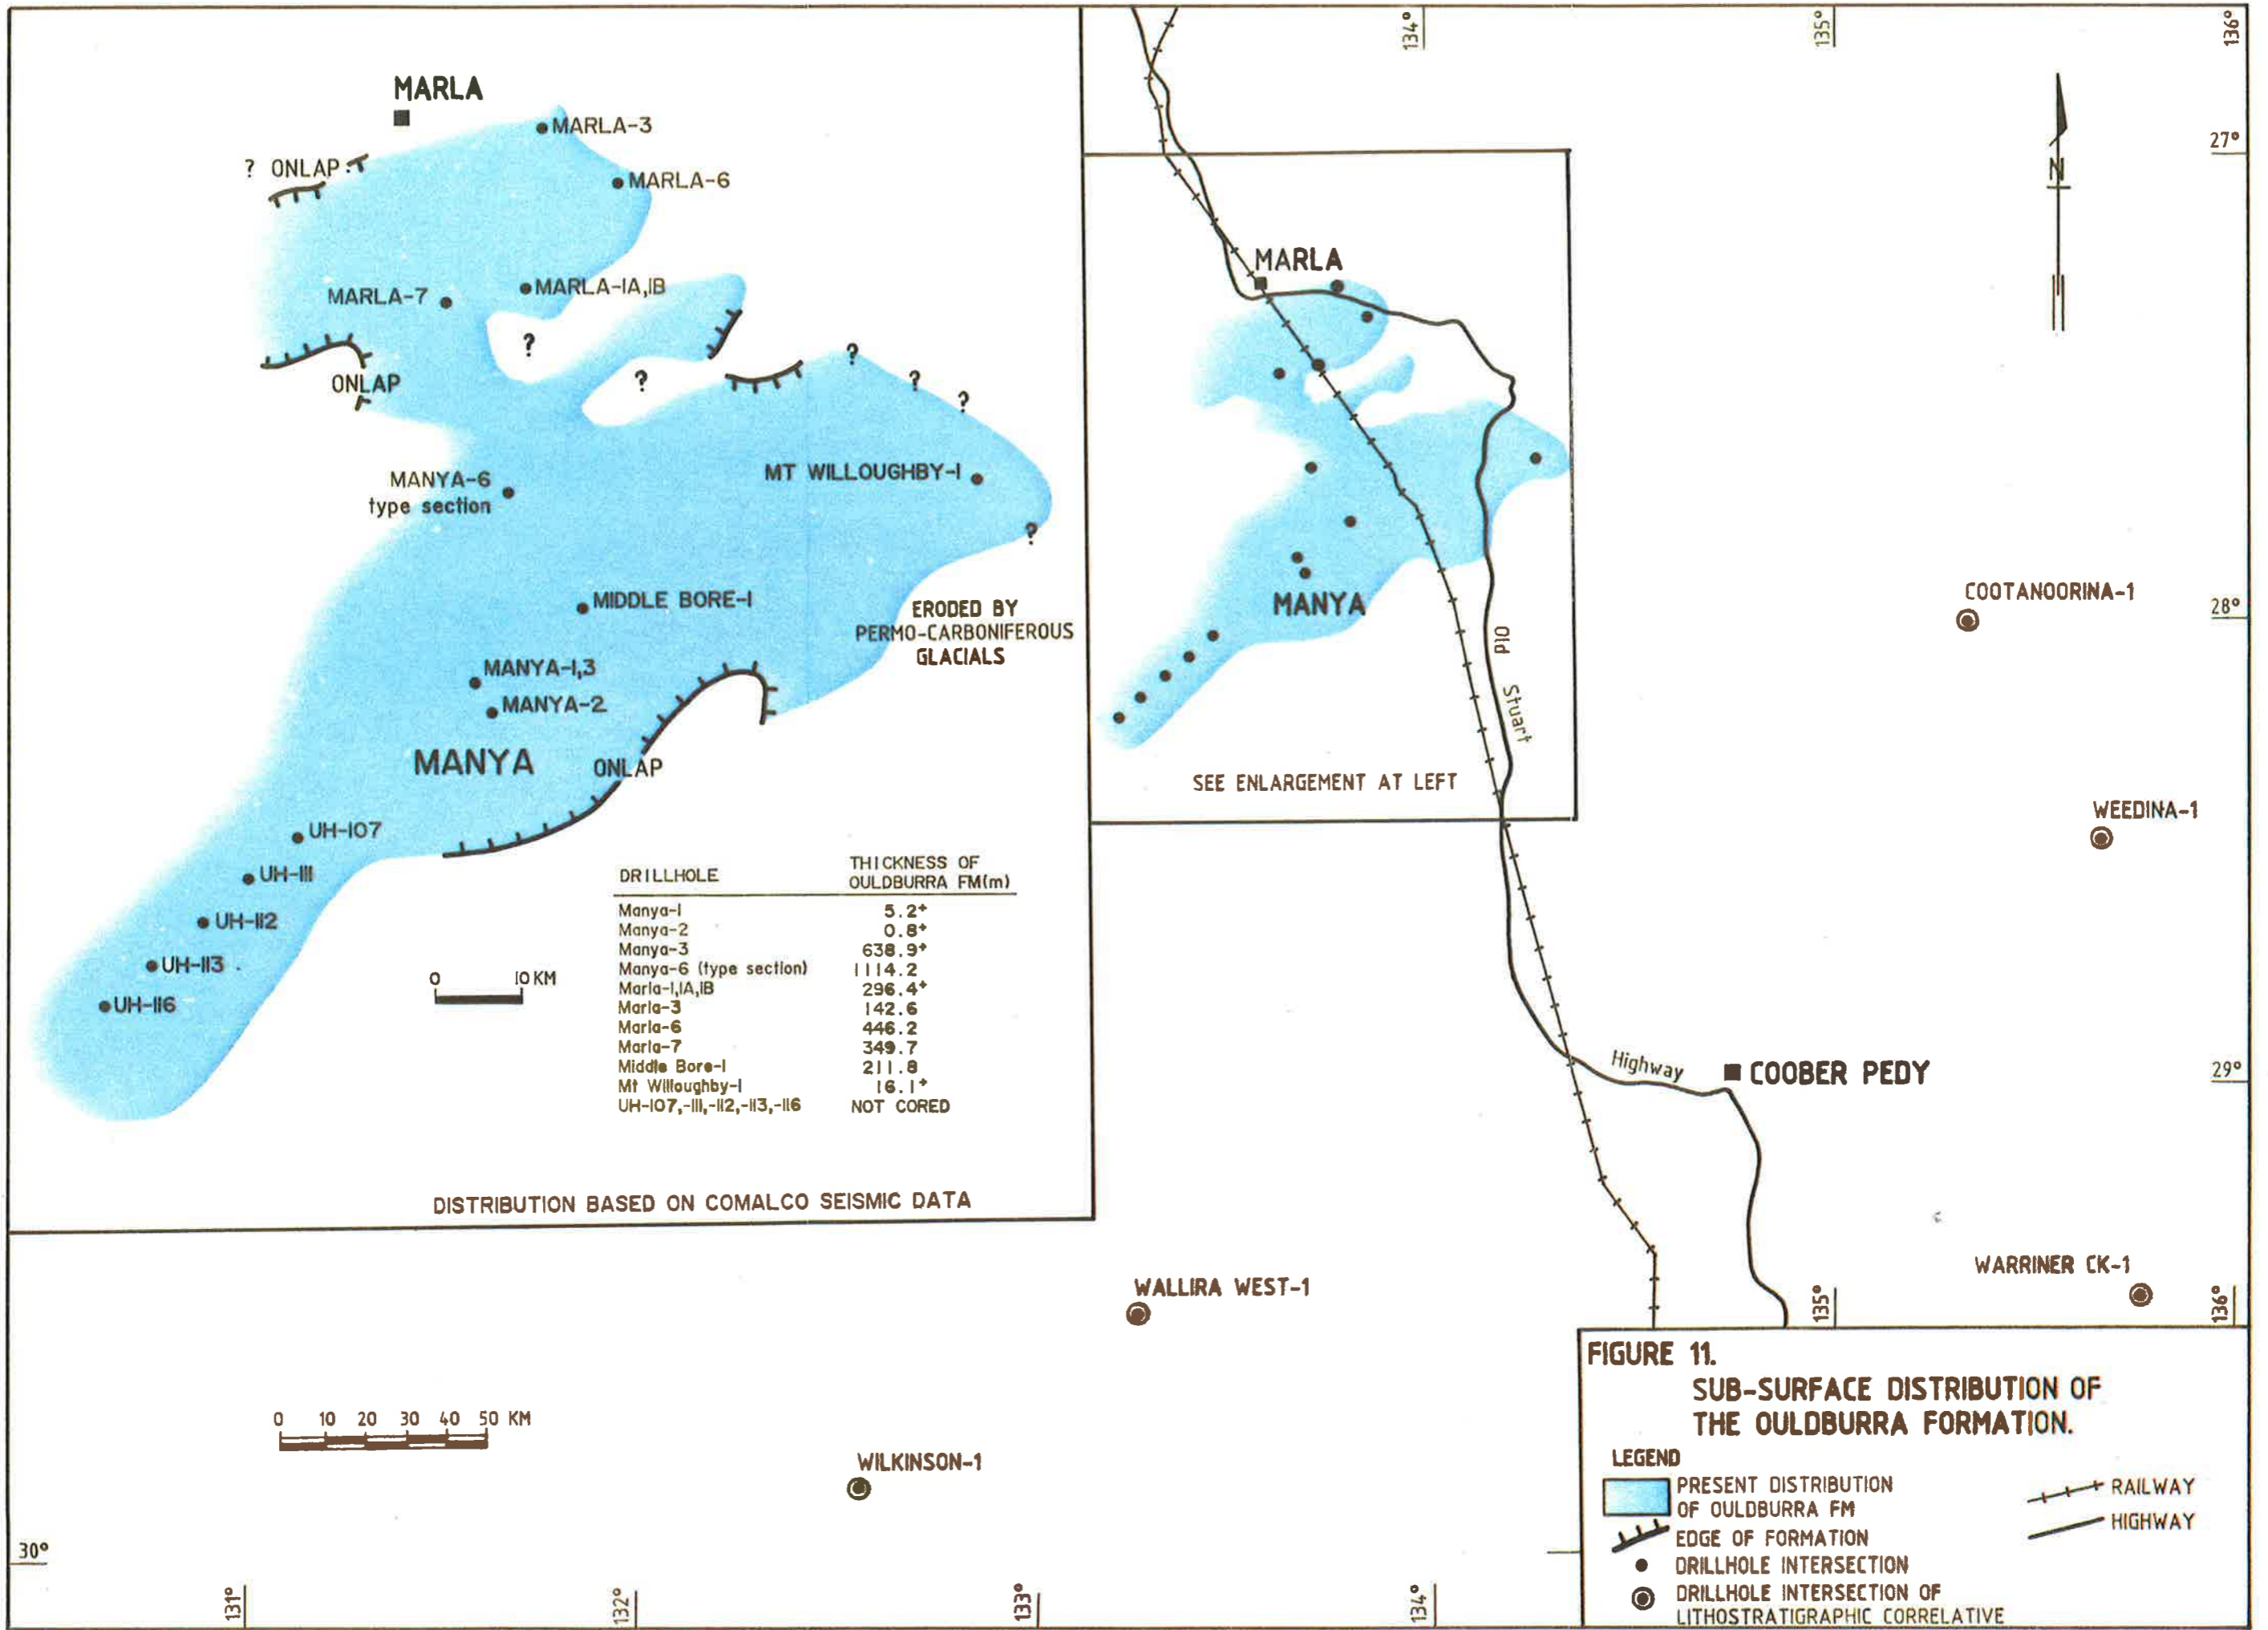 MARLA
MARLA-3
? ONLAP
MARLA-6
MARLA-7
MARLA-1A,1B
?
?
?
?
?
ONLAP
MANYA-6
type section
MT WILLOUGHBY-1
?
MIDDLE BORE-1
ERODED BY
PERMO-CARBONIFEROUS
GLACIALS
MANYA-1,3
MANYA-2
MANYA
ONLAP
UH-107
UH-111
UH-112
UH-113
UH-116
0 10 KM
DRILLHOLE THICKNESS OF
OULDBURRA FM(m)
Manya-1 5.2+
Manya-2 0.8+
Manya-3 638.9+
Manya-6 (type section) 1114.2
Marla-1,1A,1B 296.4+
Marla-3 142.6
Marla-6 446.2
Marla-7 349.7
Middle Bore-1 211.8
Mt Willoughby-1 16.1+
UH-107,-111,-112,-113,-116 NOT CORED
DISTRIBUTION BASED ON COMALCO SEISMIC DATA
134°
135°
136°
27°
N
MARLA
MANYA
SEE ENLARGEMENT AT LEFT
Old
Stuart
Highway
COOTANOORINA-1
28°
WEEDINA-1
COOBER PEDY
29°
WARRINER CK-1
WALLIRA WEST-1
135°
136°
0 10 20 30 40 50 KM
WILKINSON-1
30°
131°
132°
133°
134°
FIGURE 11.
SUB-SURFACE DISTRIBUTION OF
THE OULDBURRA FORMATION.
LEGEND
PRESENT DISTRIBUTION
OF OULDBURRA FM
EDGE OF FORMATION
DRILLHOLE INTERSECTION
DRILLHOLE INTERSECTION OF
LITHOSTRATIGRAPHIC CORRELATIVE
RAILWAY
HIGHWAY